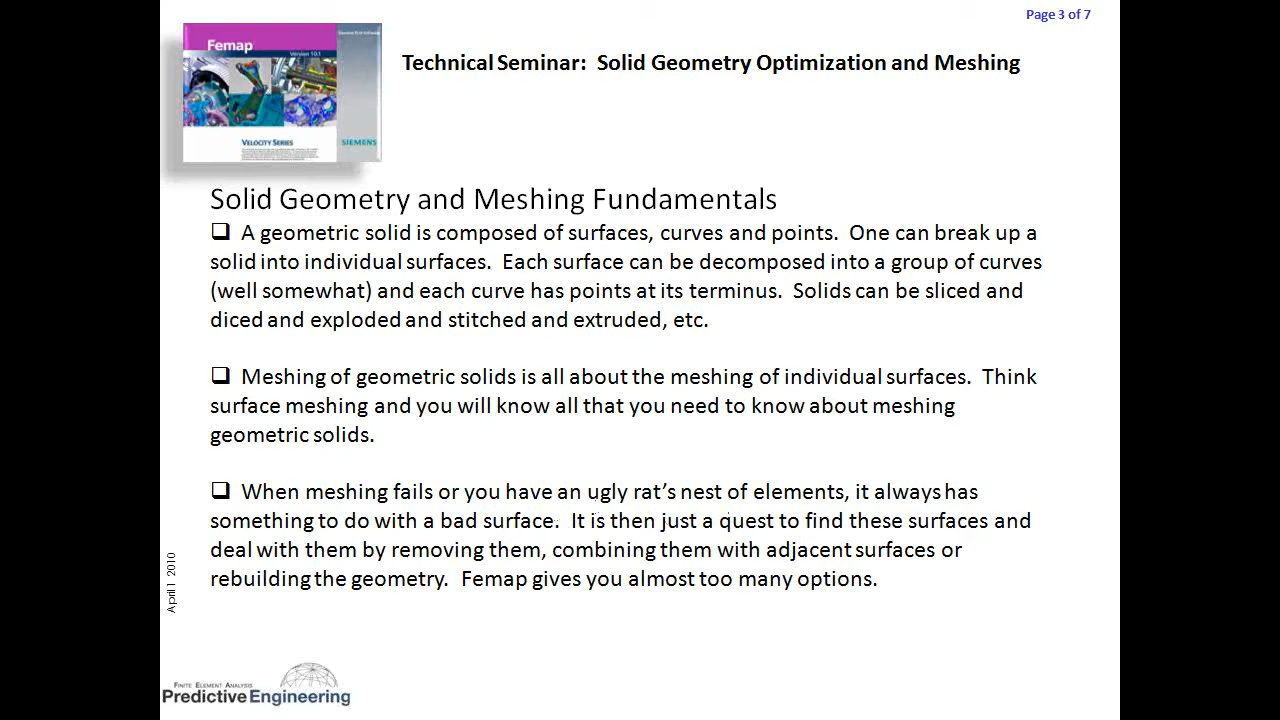 Page 3 of 7
Femap
Version 10.1
Technical Seminar:  Solid Geometry Optimization and Meshing
VELOCITY SERIES
SIEMENS
Solid Geometry and Meshing Fundamentals
❑ A geometric solid is composed of surfaces, curves and points.  One can break up a
solid into individual surfaces.  Each surface can be decomposed into a group of curves
(well somewhat) and each curve has points at its terminus.  Solids can be sliced and
diced and exploded and stitched and extruded, etc.
❑ Meshing of geometric solids is all about the meshing of individual surfaces.  Think
surface meshing and you will know all that you need to know about meshing
geometric solids.
❑ When meshing fails or you have an ugly rat's nest of elements, it always has
something to do with a bad surface.  It is then just a quest to find these surfaces and
deal with them by removing them, combining them with adjacent surfaces or
rebuilding the geometry.  Femap gives you almost too many options.
April 1 2010
FINITE ELEMENT ANALYSIS
Predictive Engineering